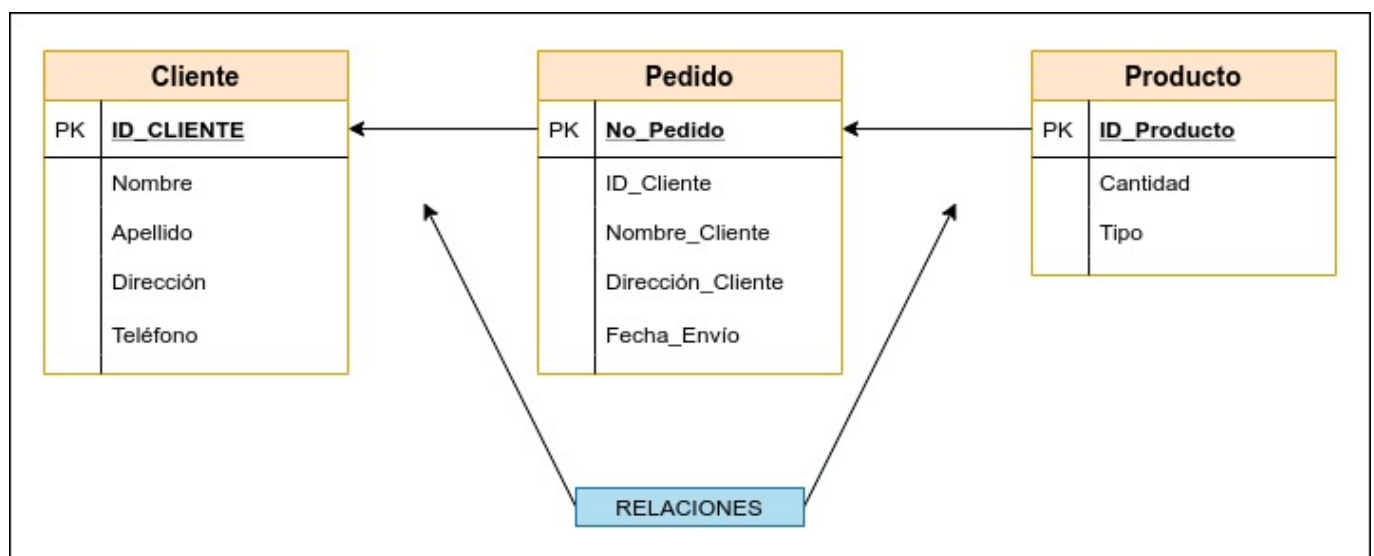 Cliente
PK ID_CLIENTE
Nombre
Apellido
Dirección
Teléfono
Pedido
PK No_Pedido
ID_Cliente
Nombre_Cliente
Dirección_Cliente
Fecha_Envío
Producto
PK ID_Producto
Cantidad
Tipo
RELACIONES